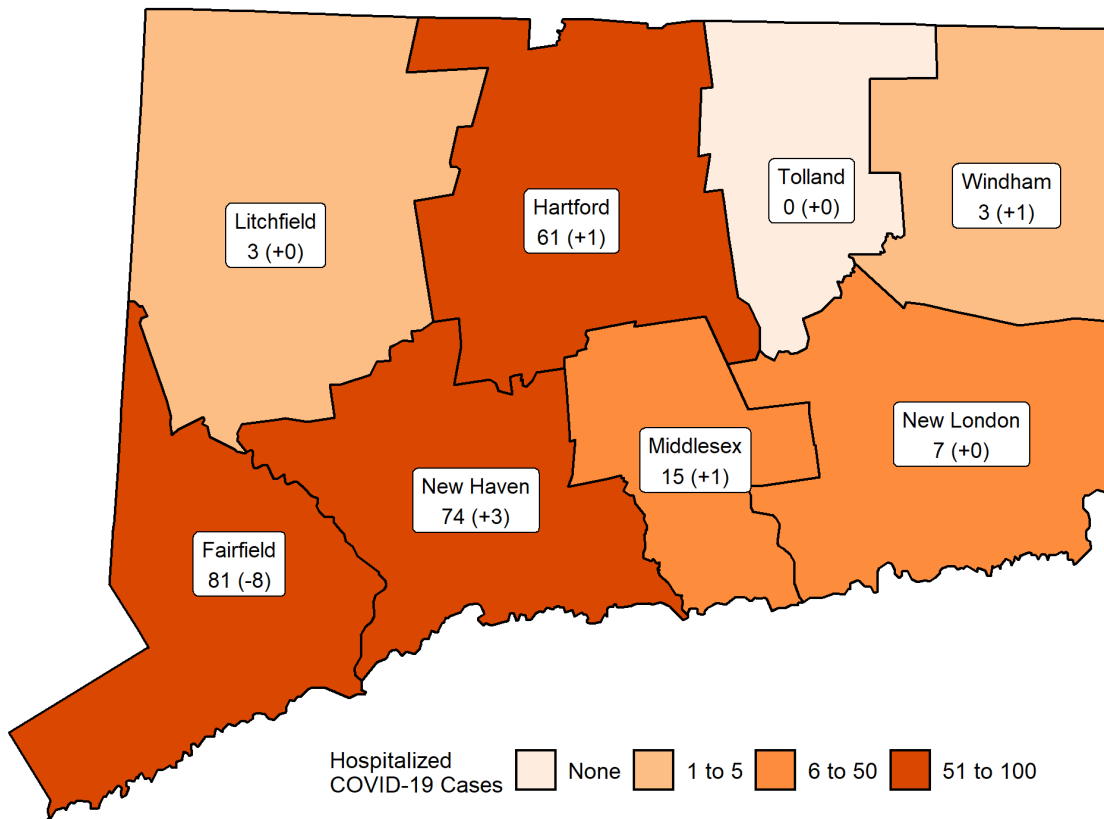 Tolland
0 (+0)
Windham
3 (+1)
Litchfield
3 (+0)
Hartford
61 (+1)
New London
7 (+0)
Middlesex
15 (+1)
New Haven
74 (+3)
Fairfield
81 (-8)
Hospitalized
COVID-19 Cases
None
1 to 5
6 to 50
51 to 100